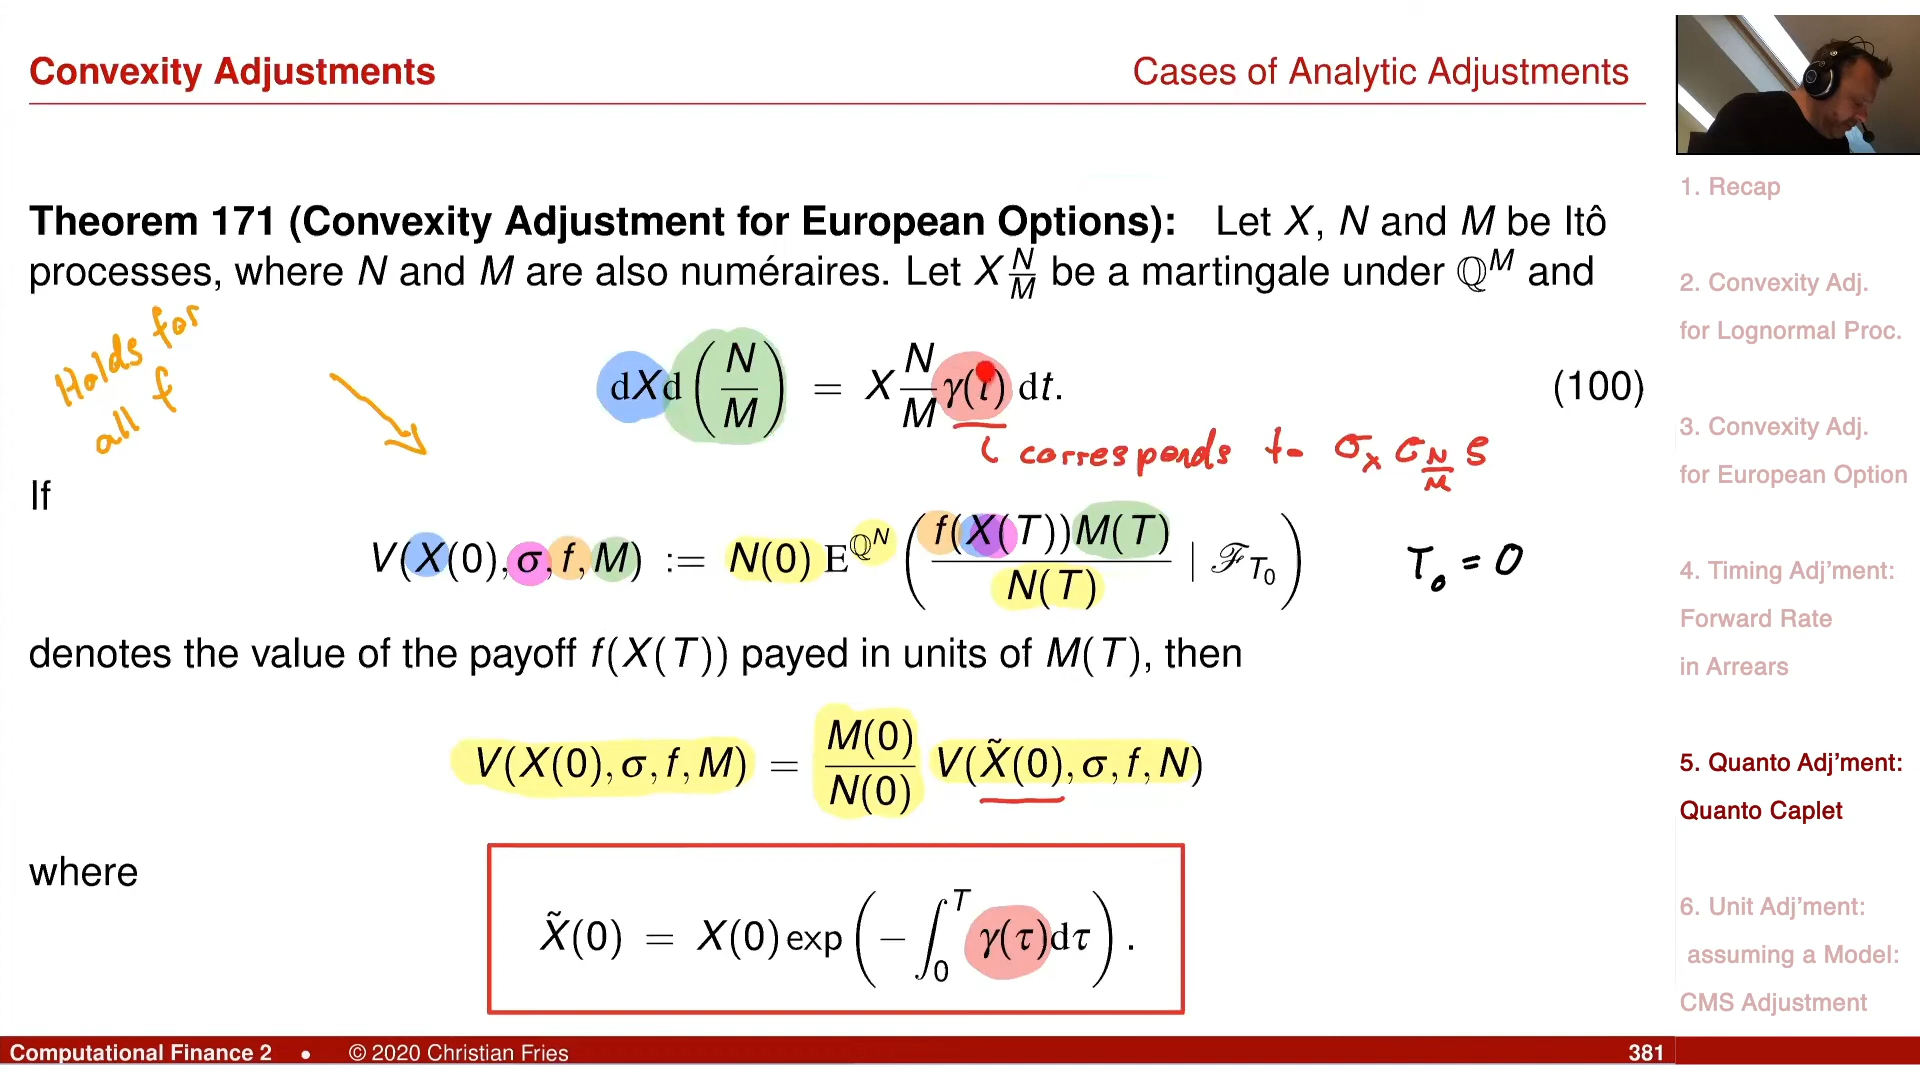 Convexity Adjustments
Cases of Analytic Adjustments
Theorem 171 (Convexity Adjustment for European Options): Let X, N and M be Itô
processes, where N and M are also numéraires. Let X N/M be a martingale under ℚ^M and
Holds for
all f
dXd(N/M) = X N/M γ(t) dt. (100)
corresponds to σ_X σ_{N/M} ρ
If
V(X(0), σ, f, M) := N(0) E^{ℚ^N} ( f(X(T))M(T) / N(T) | ℱ_{T_0} )
T_0 = 0
denotes the value of the payoff f(X(T)) payed in units of M(T), then
V(X(0), σ, f, M) = M(0)/N(0) V(X̃(0), σ, f, N)
where
X̃(0) = X(0) exp( − ∫_0^T γ(τ)dτ ) .
1. Recap
2. Convexity Adj.
for Lognormal Proc.
3. Convexity Adj.
for European Option
4. Timing Adj'ment:
Forward Rate
in Arrears
5. Quanto Adj'ment:
Quanto Caplet
6. Unit Adj'ment:
assuming a Model:
CMS Adjustment
Computational Finance 2 • © 2020 Christian Fries 381